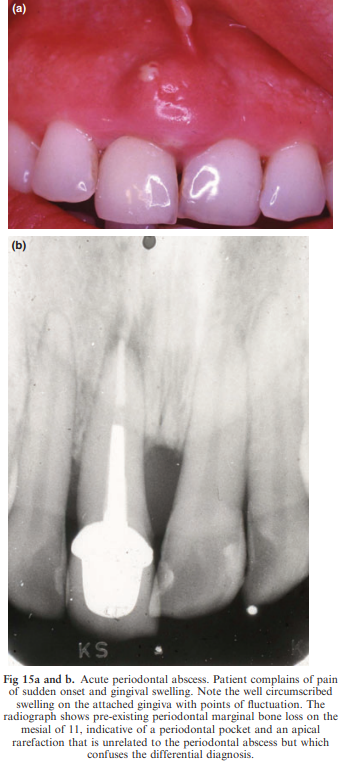 (a)
(b)
KS
K
Fig 15a and b. Acute periodontal abscess. Patient complains of pain
of sudden onset and gingival swelling. Note the well circumscribed
swelling on the attached gingiva with points of fluctuation. The
radiograph shows pre-existing periodontal marginal bone loss on the
mesial of 11, indicative of a periodontal pocket and an apical
rarefaction that is unrelated to the periodontal abscess but which
confuses the differential diagnosis.